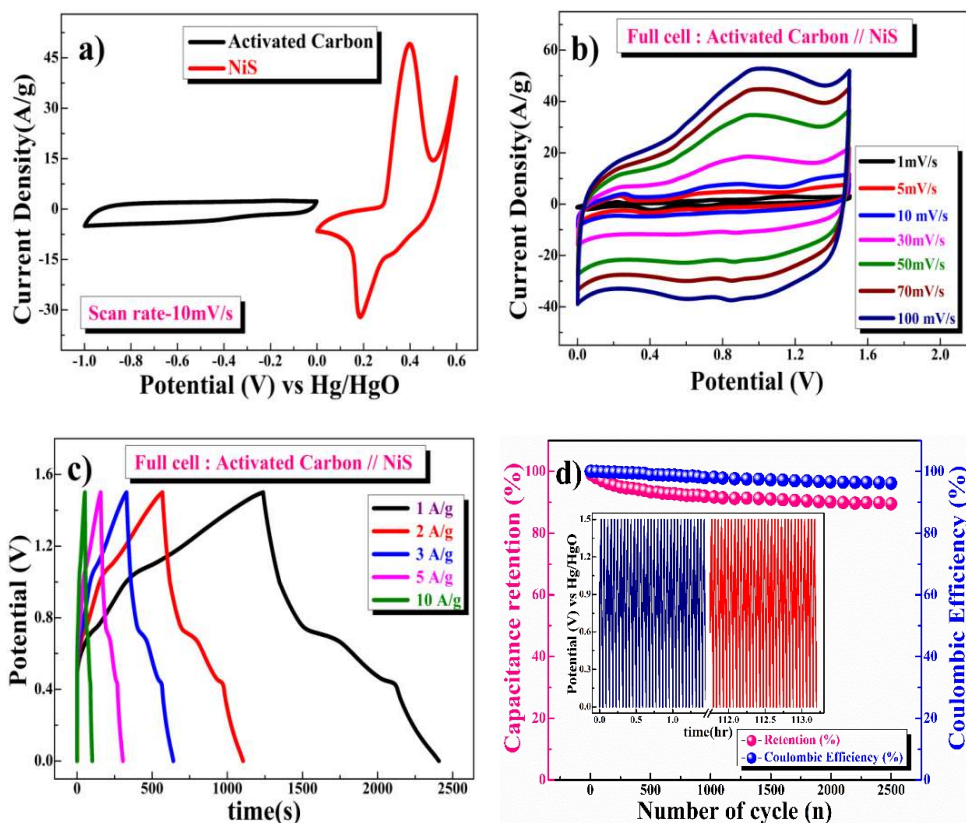 a)
Activated Carbon
NiS
45
30
15
0
-15
-30
Current Density(A/g)
Scan rate-10mV/s
-1.0 -0.8 -0.6 -0.4 -0.2 0.0 0.2 0.4 0.6
Potential (V) vs Hg/HgO
b)
Full cell : Activated Carbon // NiS
60
40
20
0
-20
-40
Current Density(A/g)
1mV/s
5mV/s
10 mV/s
30mV/s
50mV/s
70mV/s
100 mV/s
0.0 0.4 0.8 1.2 1.6 2.0
Potential (V)
c)
Full cell : Activated Carbon // NiS
1.6
1.2
0.8
0.4
0.0
Potential (V)
1 A/g
2 A/g
3 A/g
5 A/g
10 A/g
0 500 1000 1500 2000 2500
time(s)
d)
100
80
60
40
20
0
Capacitance retention (%)
100
80
60
40
20
0
Coulombic Efficiency (%)
1.5
1.2
0.9
0.6
0.3
0.0
Potential (V) vs Hg/HgO
0.0 0.5 1.0 112.0 112.5 113.0
time(hr)
Retention (%)
Coulombic Efficiency (%)
0 500 1000 1500 2000 2500
Number of cycle (n)